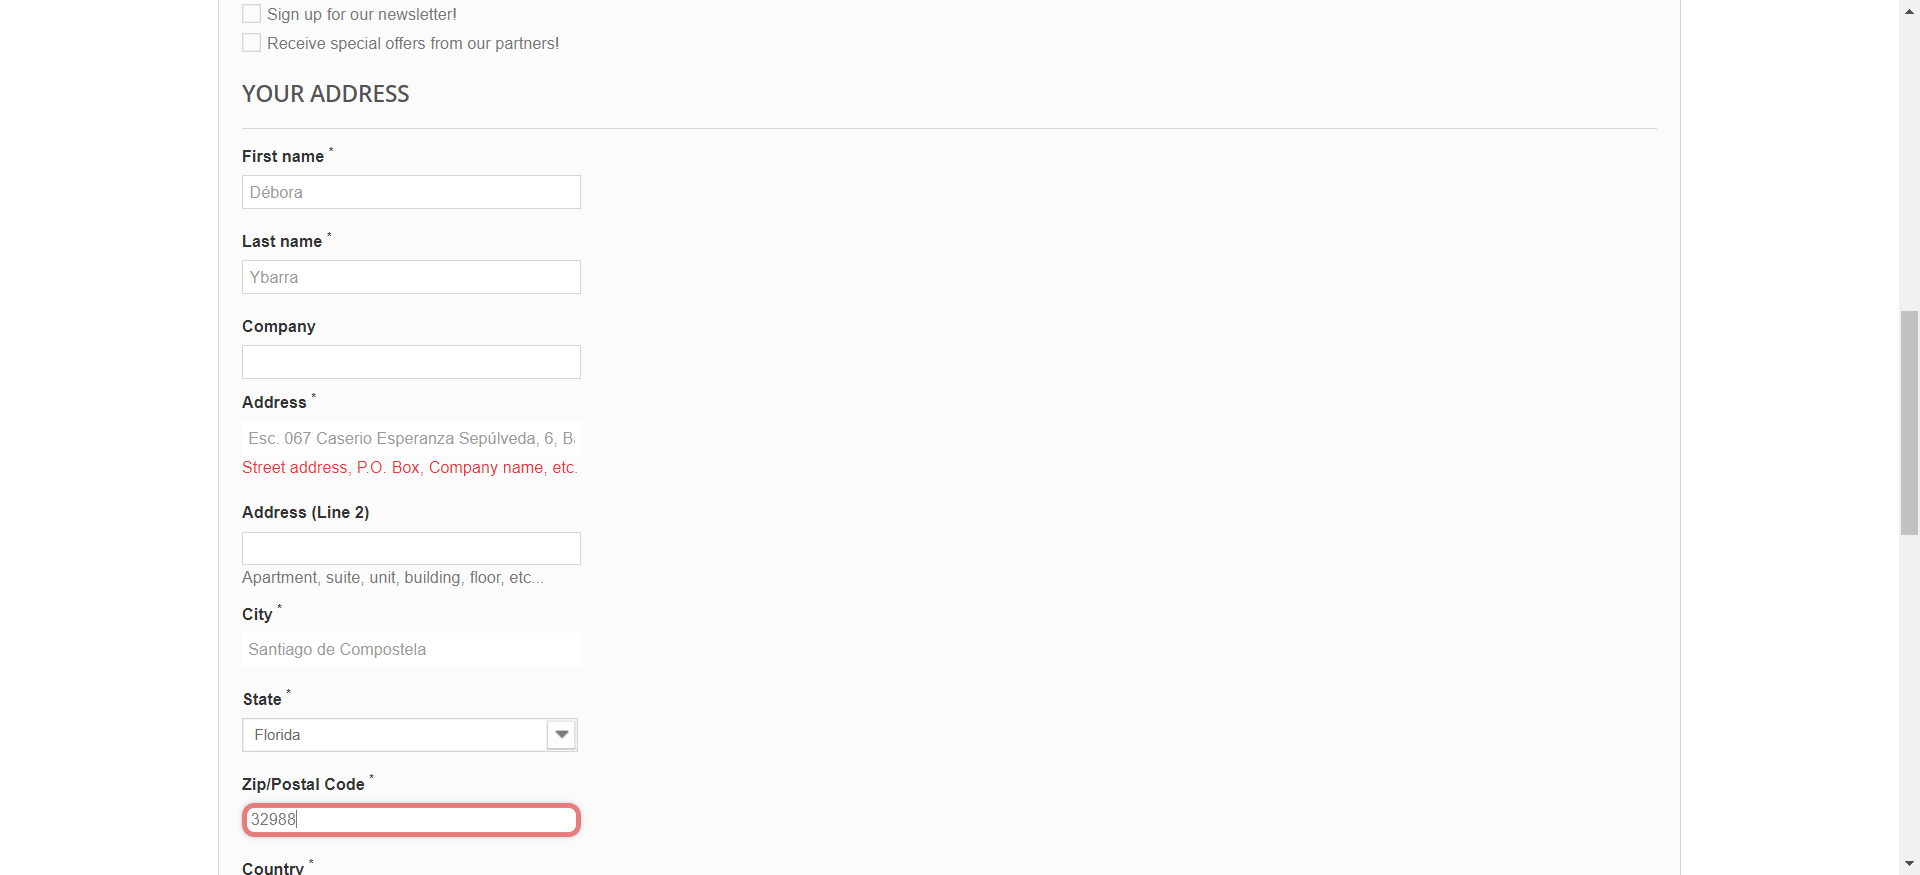 Sign up for our newsletter!
Receive special offers from our partners!
YOUR ADDRESS
First name *
Débora
Last name *
Ybarra
Company
Address *
Esc. 067 Caserio Esperanza Sepúlveda, 6, B
Street address, P.O. Box, Company name, etc.
Address (Line 2)
Apartment, suite, unit, building, floor, etc...
City *
Santiago de Compostela
State *
Florida
Zip/Postal Code *
32988
Country *